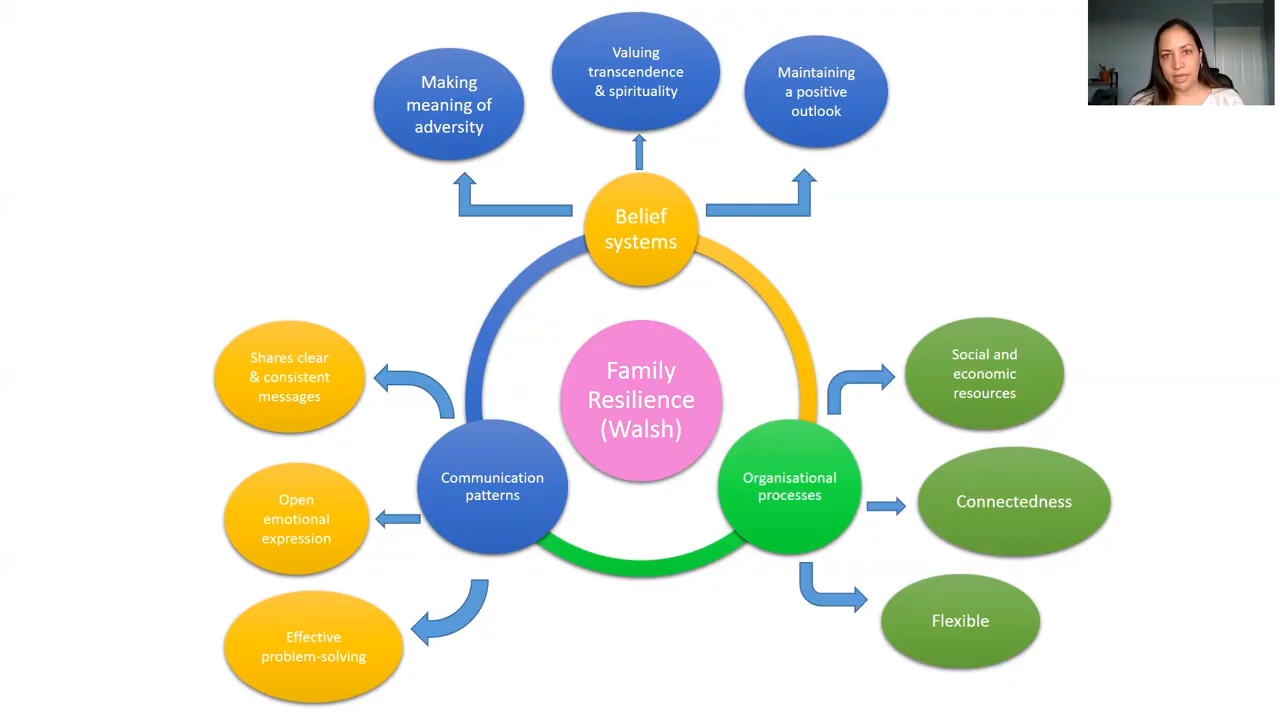 Making
meaning of
adversity
Valuing
transcendence
& spirituality
Maintaining
a positive
outlook
Belief
systems
Family
Resilience
(Walsh)
Shares clear
& consistent
messages
Communication
patterns
Open
emotional
expression
Effective
problem-solving
Organisational
processes
Social and
economic
resources
Connectedness
Flexible